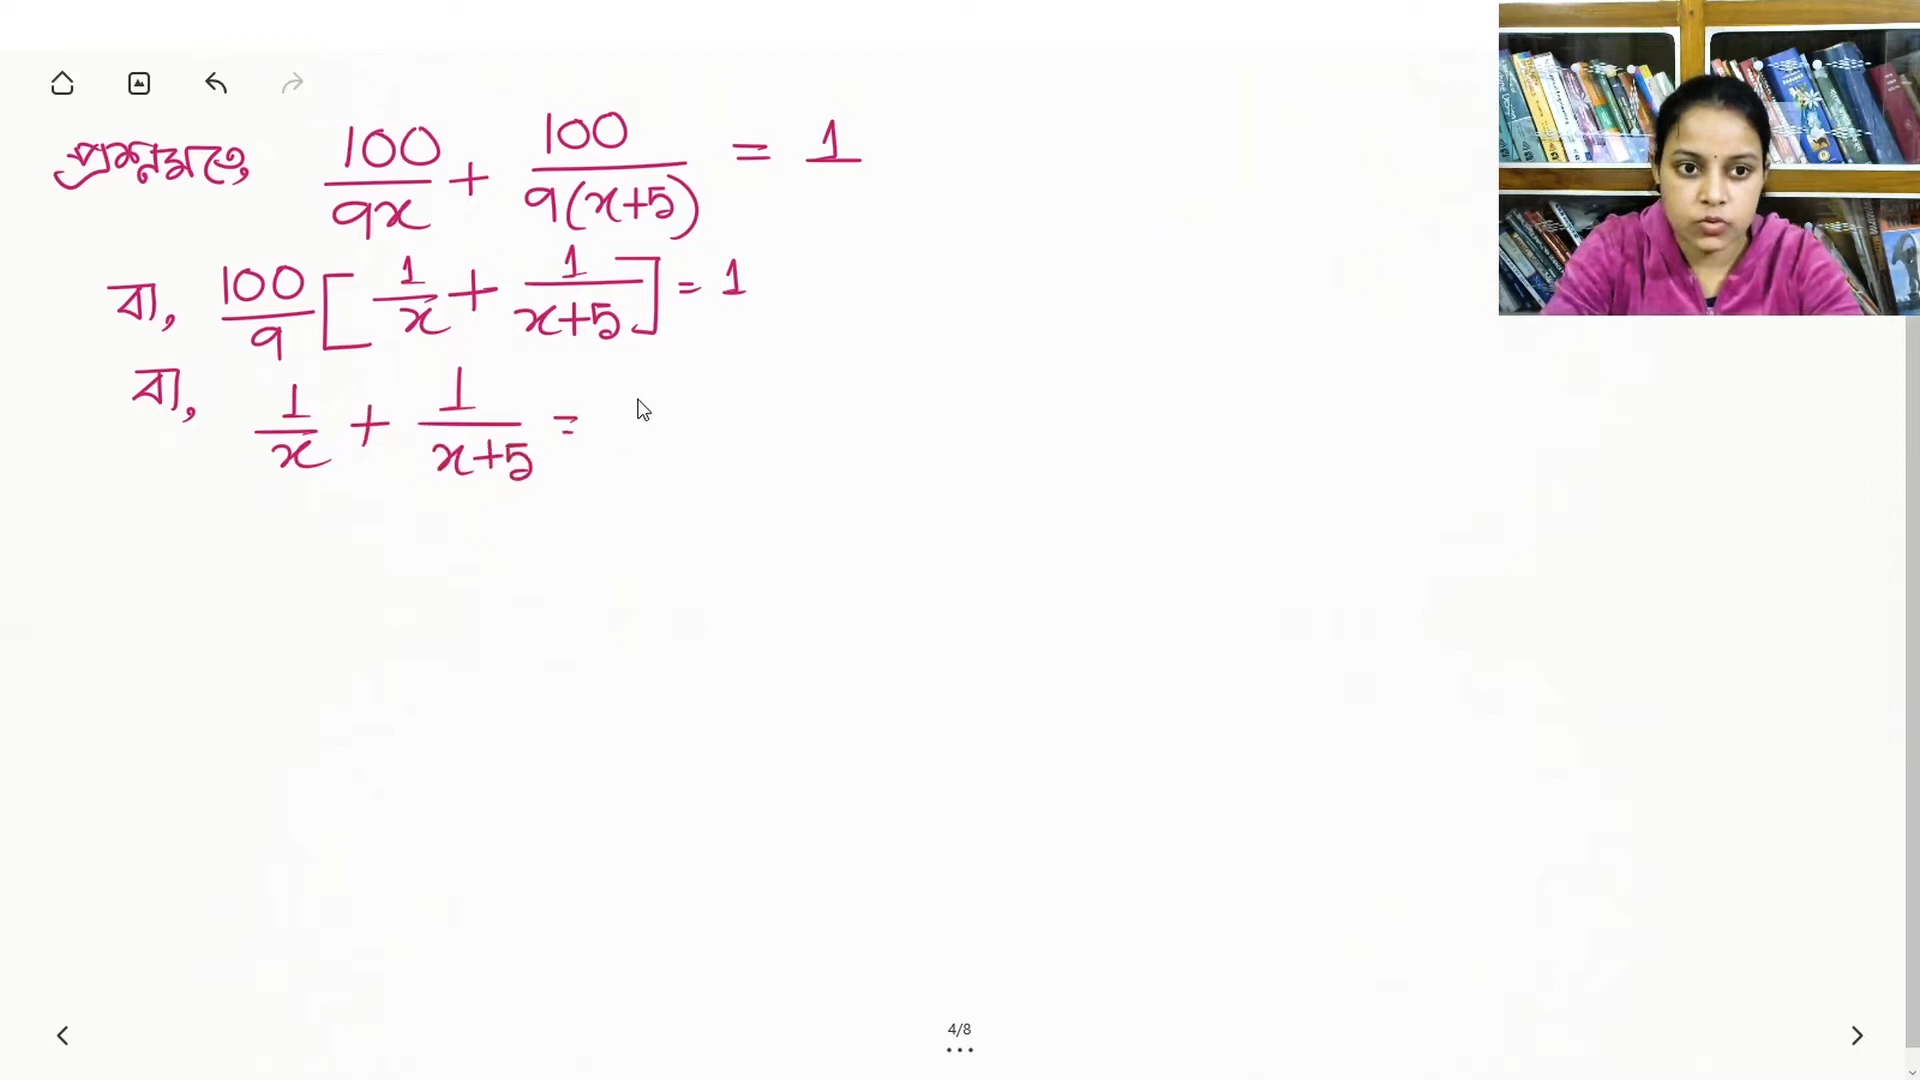 প্রশ্নমতে, 100/9x + 100/9(x+5) = 1
বা, 100/9 [ 1/x + 1/x+5 ] = 1
বা, 1/x + 1/x+5 =
4/8